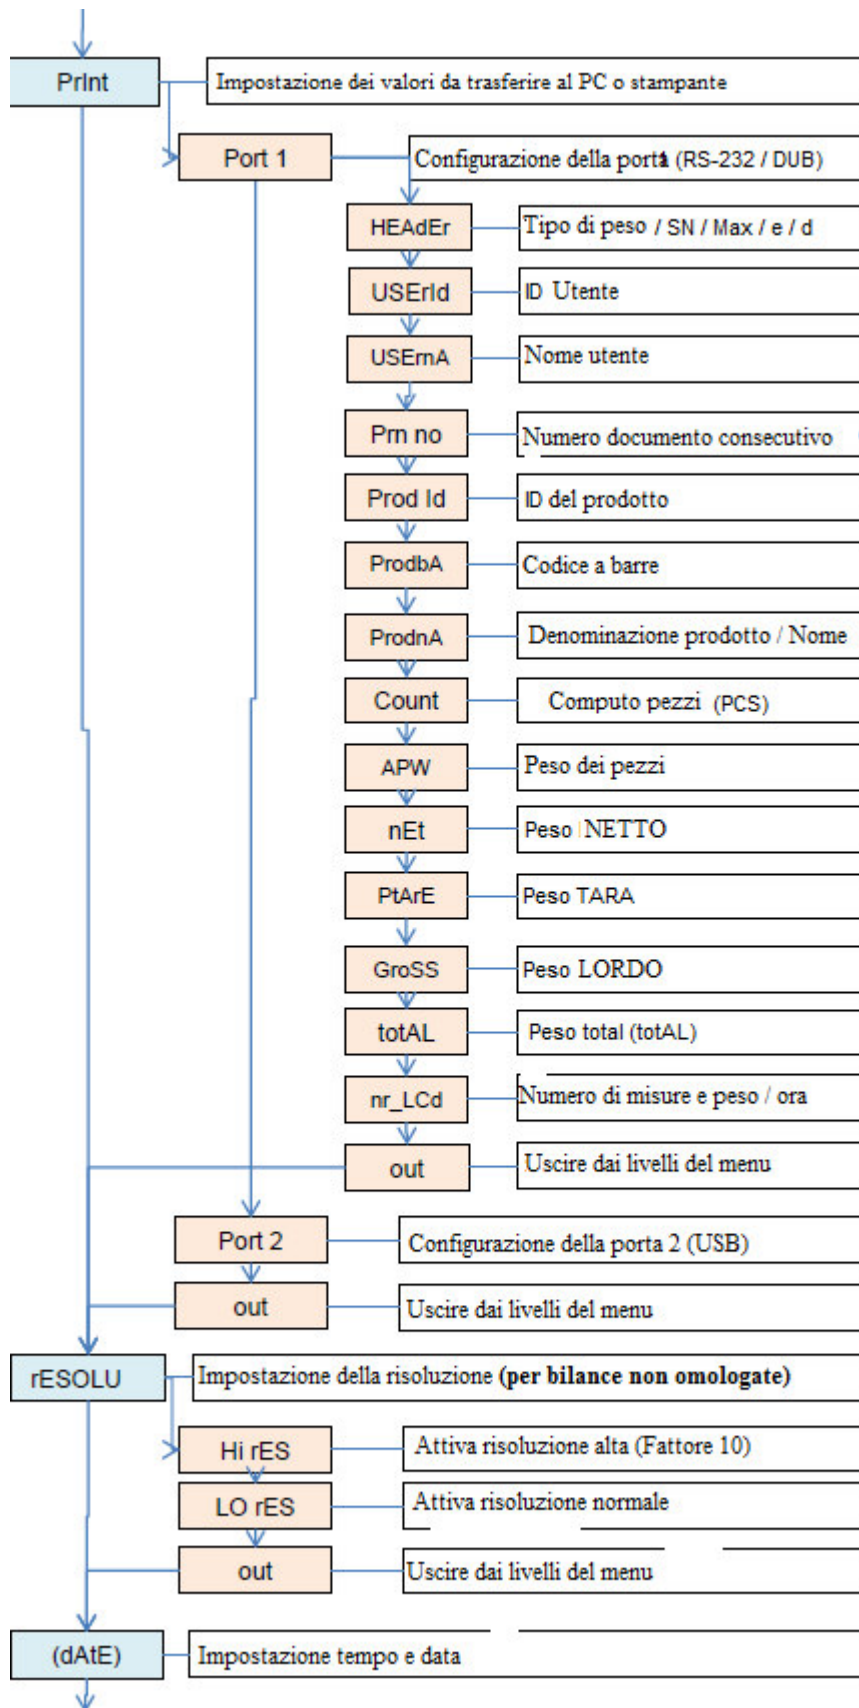 PrInt
Impostazione dei valori da trasferire al PC o stampante
Port 1
Configurazione della porta 1 (RS-232 / DUB)
HEAdEr
Tipo di peso / SN / Max / e / d
USErId
ID Utente
USErnA
Nome utente
Prn no
Numero documento consecutivo
Prod Id
ID del prodotto
ProdbA
Codice a barre
ProdnA
Denominazione prodotto / Nome
Count
Computo pezzi (PCS)
APW
Peso dei pezzi
nEt
Peso NETTO
PtArE
Peso TARA
GroSS
Peso LORDO
totAL
Peso total (totAL)
nr_LCd
Numero di misure e peso / ora
out
Uscire dai livelli del menu
Port 2
Configurazione della porta 2 (USB)
out
Uscire dai livelli del menu
rESOLU
Impostazione della risoluzione (per bilance non omologate)
Hi rES
Attiva risoluzione alta (Fattore 10)
LO rES
Attiva risoluzione normale
out
Uscire dai livelli del menu
(dAtE)
Impostazione tempo e data